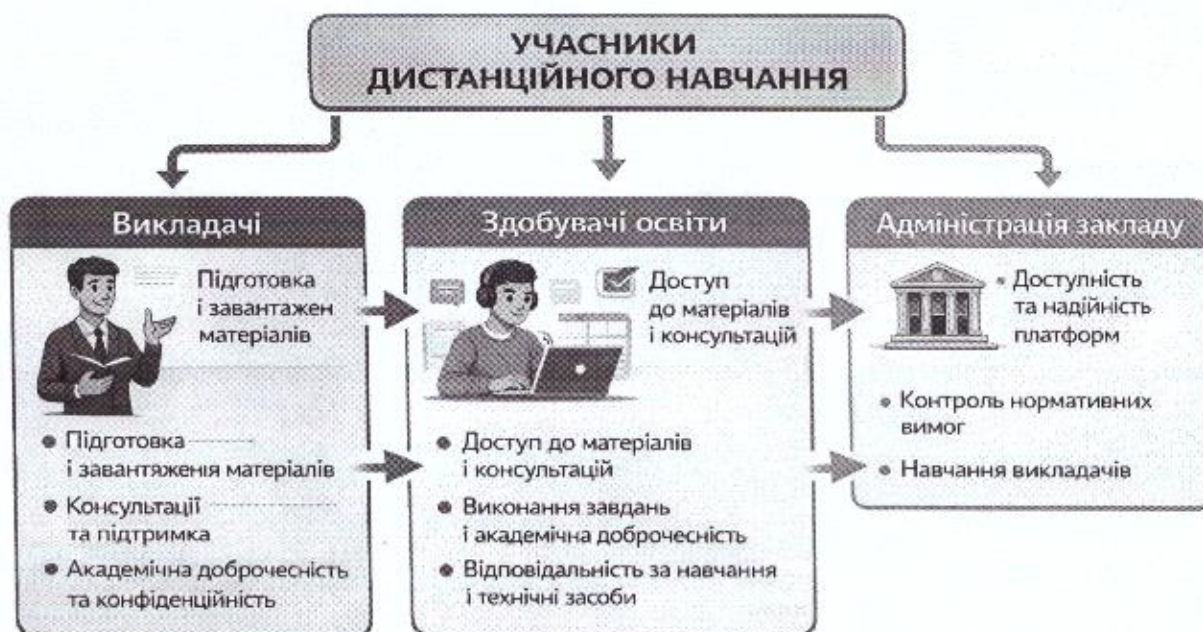 УЧАСНИКИ
ДИСТАНЦІЙНОГО НАВЧАННЯ
Викладачі
Підготовка
і завантажен
матеріалів
• Підготовка
і завантяження матеріалів
• Консультації
та підтримка
• Академічна доброчесність
та конфіденційність
Здобувачі освіти
Доступ
до матеріалів
і консультацій
• Доступ до матеріалів
і консультацій
• Виконання завдань
і академічна доброчесність
• Відповідальність за навчання
і технічні засоби
Адміністрація закладу
• Доступність
та надійність
платформ
• Контроль нормативних
вимог
• Навчання викладачів